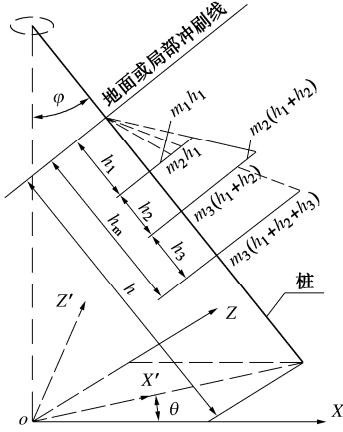 地面或局部冲刷线
φ
m₁h₁
m₂(h₁+h₂)
m₂h₁
h₁
m₃(h₁+h₂)
h₂
m₃(h₁+h₂+h₃)
hₘ
h₃
h
桩
Z′
Z
X′
θ
o
X